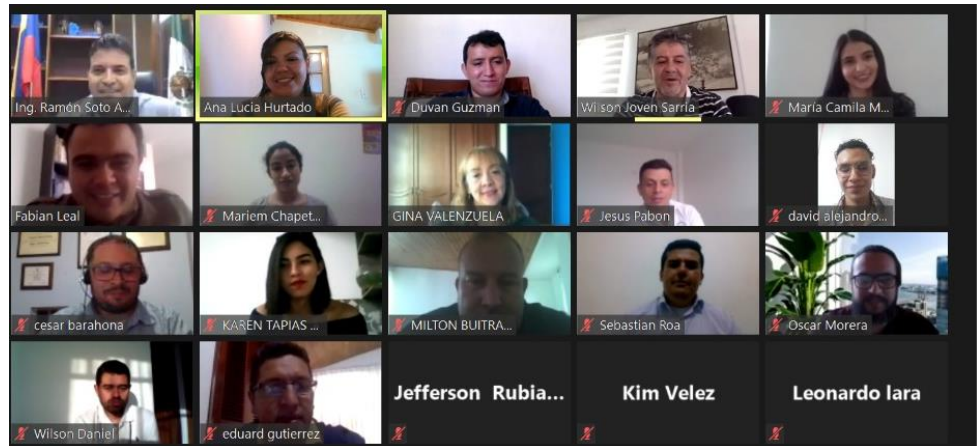 Ing. Ramón Soto A...
Ana Lucía Hurtado
Duvan Guzman
Wilson Joven Sarria
María Camila M...
Fabian Leal
Mariem Chapet...
GINA VALENZUELA
Jesus Pabon
david alejandro...
cesar barahona
KAREN TAPIAS ...
MILTON BUITRA...
Sebastian Roa
Oscar Morera
Wilson Daniel
eduard gutierrez
Jefferson Rubia...
Kim Velez
Leonardo lara